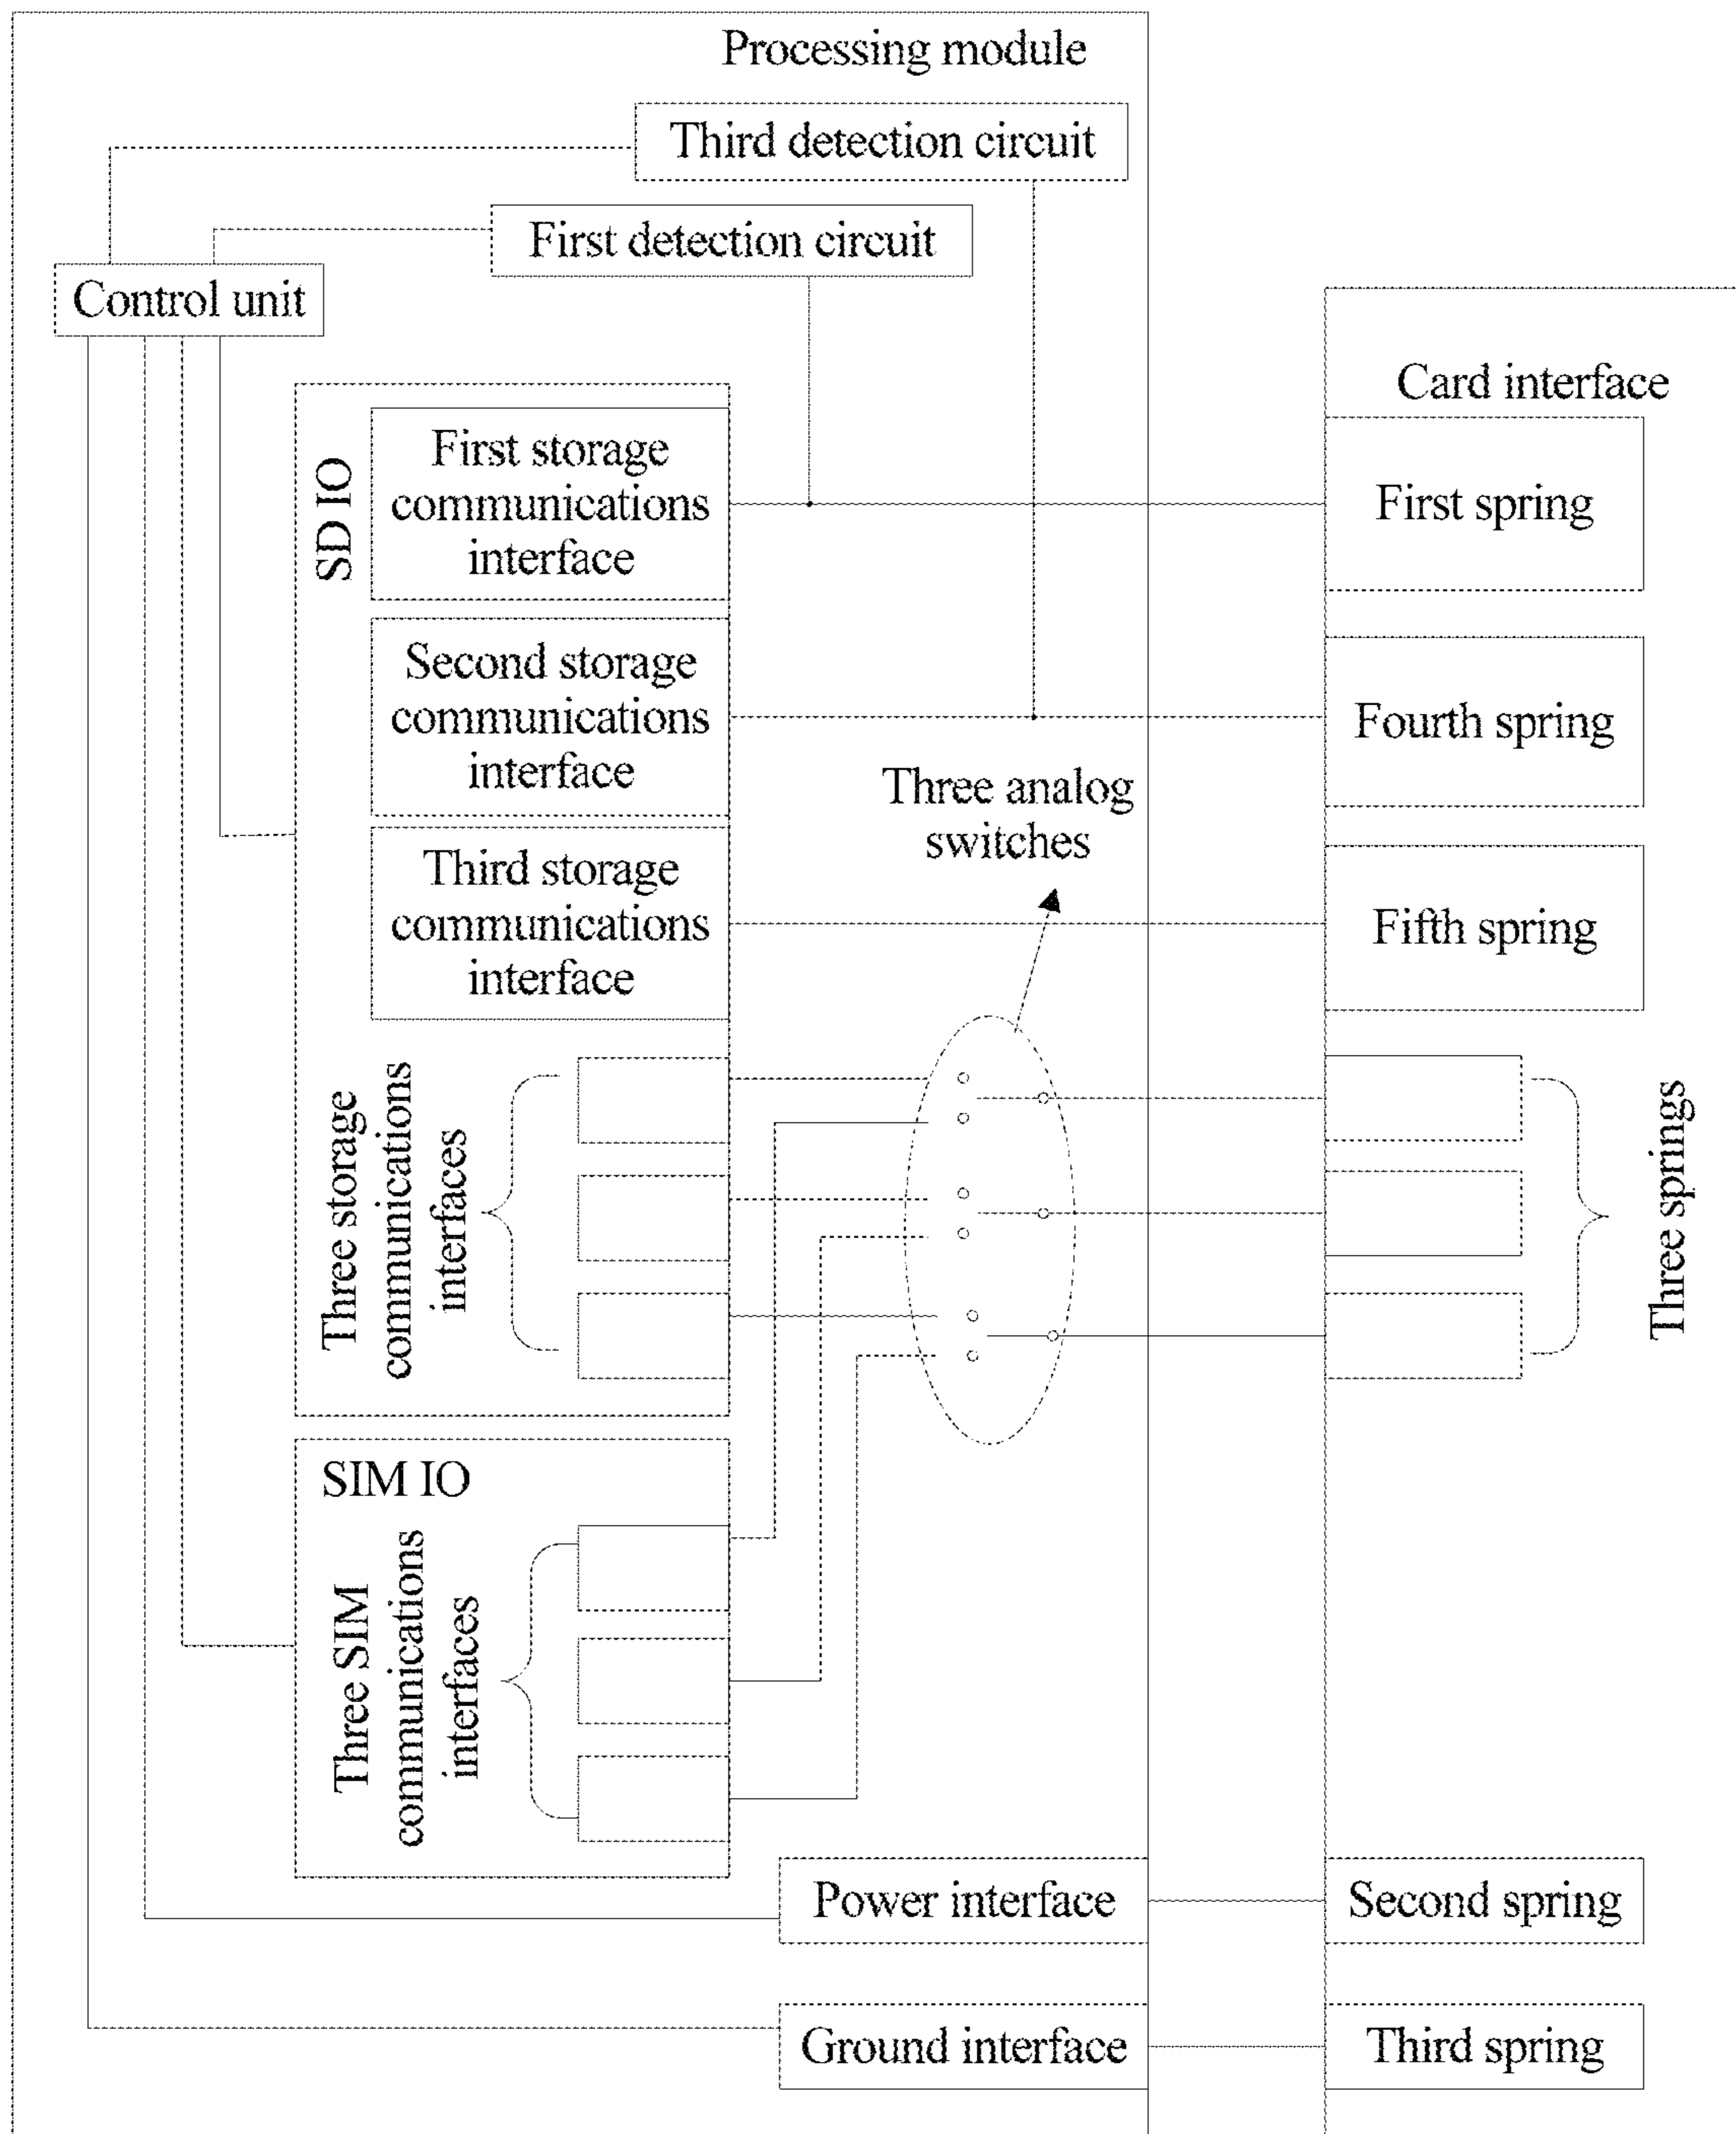 Processing module
Third detection circuit
First detection circuit
Control unit
Card interface
SD IO
First storage
communications
interface
First spring
Second storage
communications
interface
Fourth spring
Three analog
switches
Third storage
communications
interface
Fifth spring
Three storage
communications
interfaces
Three springs
SIM IO
Three SIM
communications
interfaces
Power interface
Second spring
Ground interface
Third spring